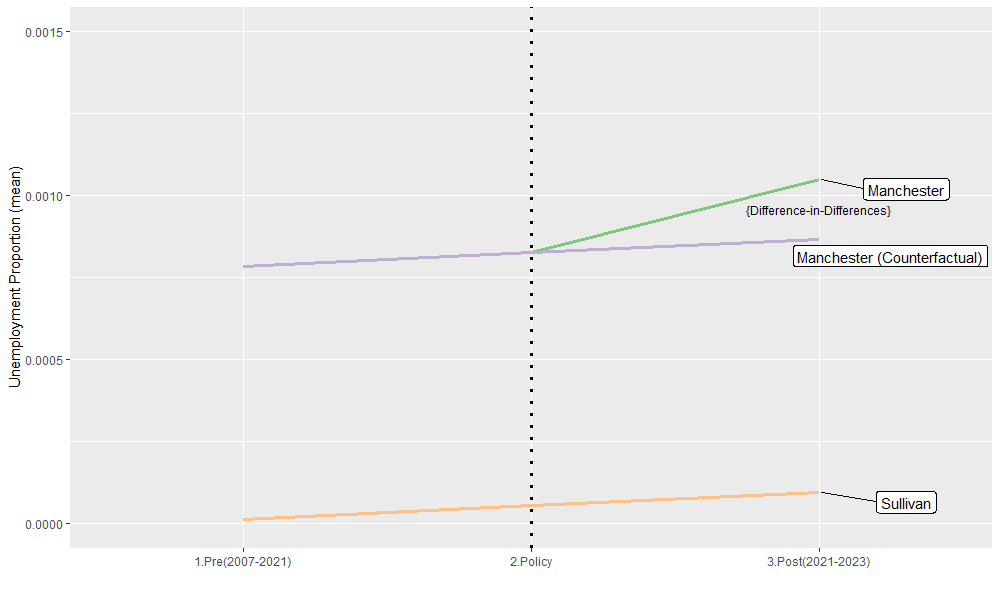 0.0015
0.0010
0.0005
0.0000
Unemployment Proportion (mean)
Manchester
{Difference-in-Differences}
Manchester (Counterfactual)
Sullivan
1.Pre(2007-2021)
2.Policy
3.Post(2021-2023)